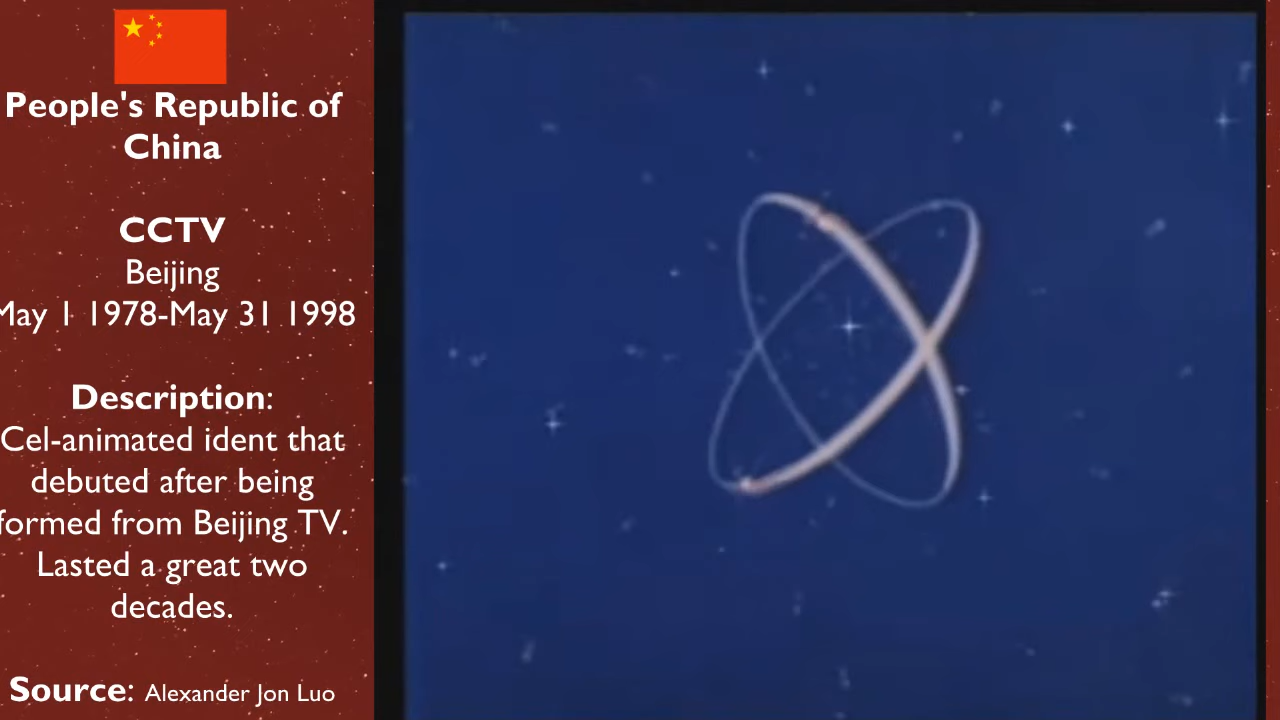 People's Republic of
China
CCTV
Beijing
May 1 1978-May 31 1998
Description:
Cel-animated ident that
debuted after being
formed from Beijing TV.
Lasted a great two
decades.
Source: Alexander Jon Luo